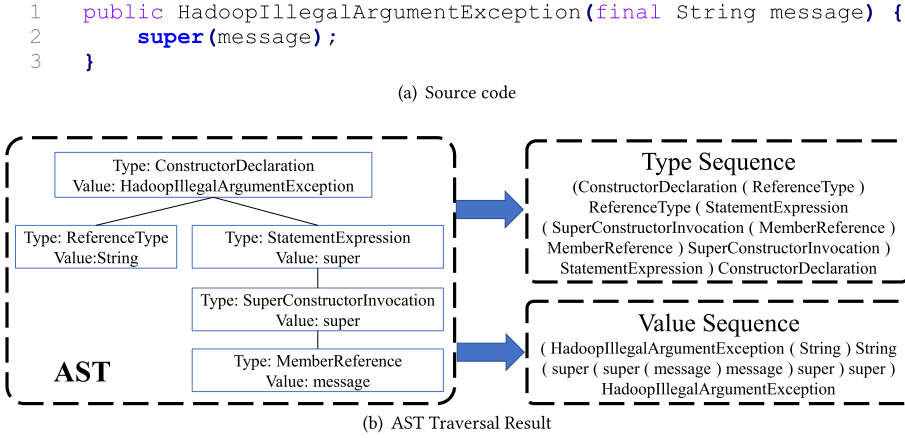 1 public HadoopIllegalArgumentException(final String message) {
2 super(message);
3 }
(a) Source code
Type: ConstructorDeclaration
Value: HadoopIllegalArgumentException
Type: ReferenceType
Value:String
Type: StatementExpression
Value: super
Type: SuperConstructorInvocation
Value: super
Type: MemberReference
Value: message
AST
Type Sequence
(ConstructorDeclaration ( ReferenceType )
ReferenceType ( StatementExpression
( SuperConstructorInvocation ( MemberReference )
MemberReference ) SuperConstructorInvocation )
StatementExpression ) ConstructorDeclaration
Value Sequence
( HadoopIllegalArgumentException ( String ) String
( super ( super ( message ) message ) super ) super )
HadoopIllegalArgumentException
(b) AST Traversal Result